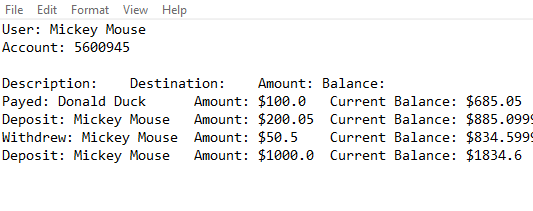 File Edit Format View Help
User: Mickey Mouse
Account: 5600945
Description: Destination: Amount: Balance:
Payed: Donald Duck Amount: $100.0 Current Balance: $685.05
Deposit: Mickey Mouse Amount: $200.05 Current Balance: $885.0999
Withdrew: Mickey Mouse Amount: $50.5 Current Balance: $834.5999
Deposit: Mickey Mouse Amount: $1000.0 Current Balance: $1834.6